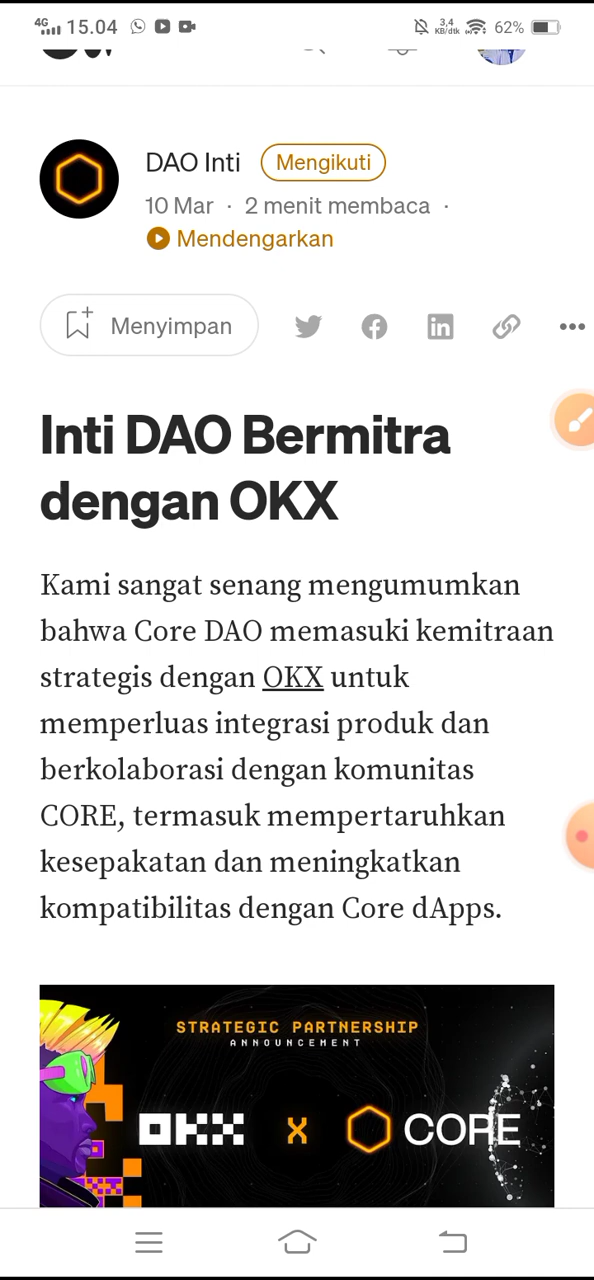 4G 15.04 3,4 KB/dtk 62%
DAO Inti Mengikuti
10 Mar · 2 menit membaca ·
Mendengarkan
Menyimpan
Inti DAO Bermitra
dengan OKX
Kami sangat senang mengumumkan
bahwa Core DAO memasuki kemitraan
strategis dengan OKX untuk
memperluas integrasi produk dan
berkolaborasi dengan komunitas
CORE, termasuk mempertaruhkan
kesepakatan dan meningkatkan
kompatibilitas dengan Core dApps.
STRATEGIC PARTNERSHIP
ANNOUNCEMENT
OKX X CORE